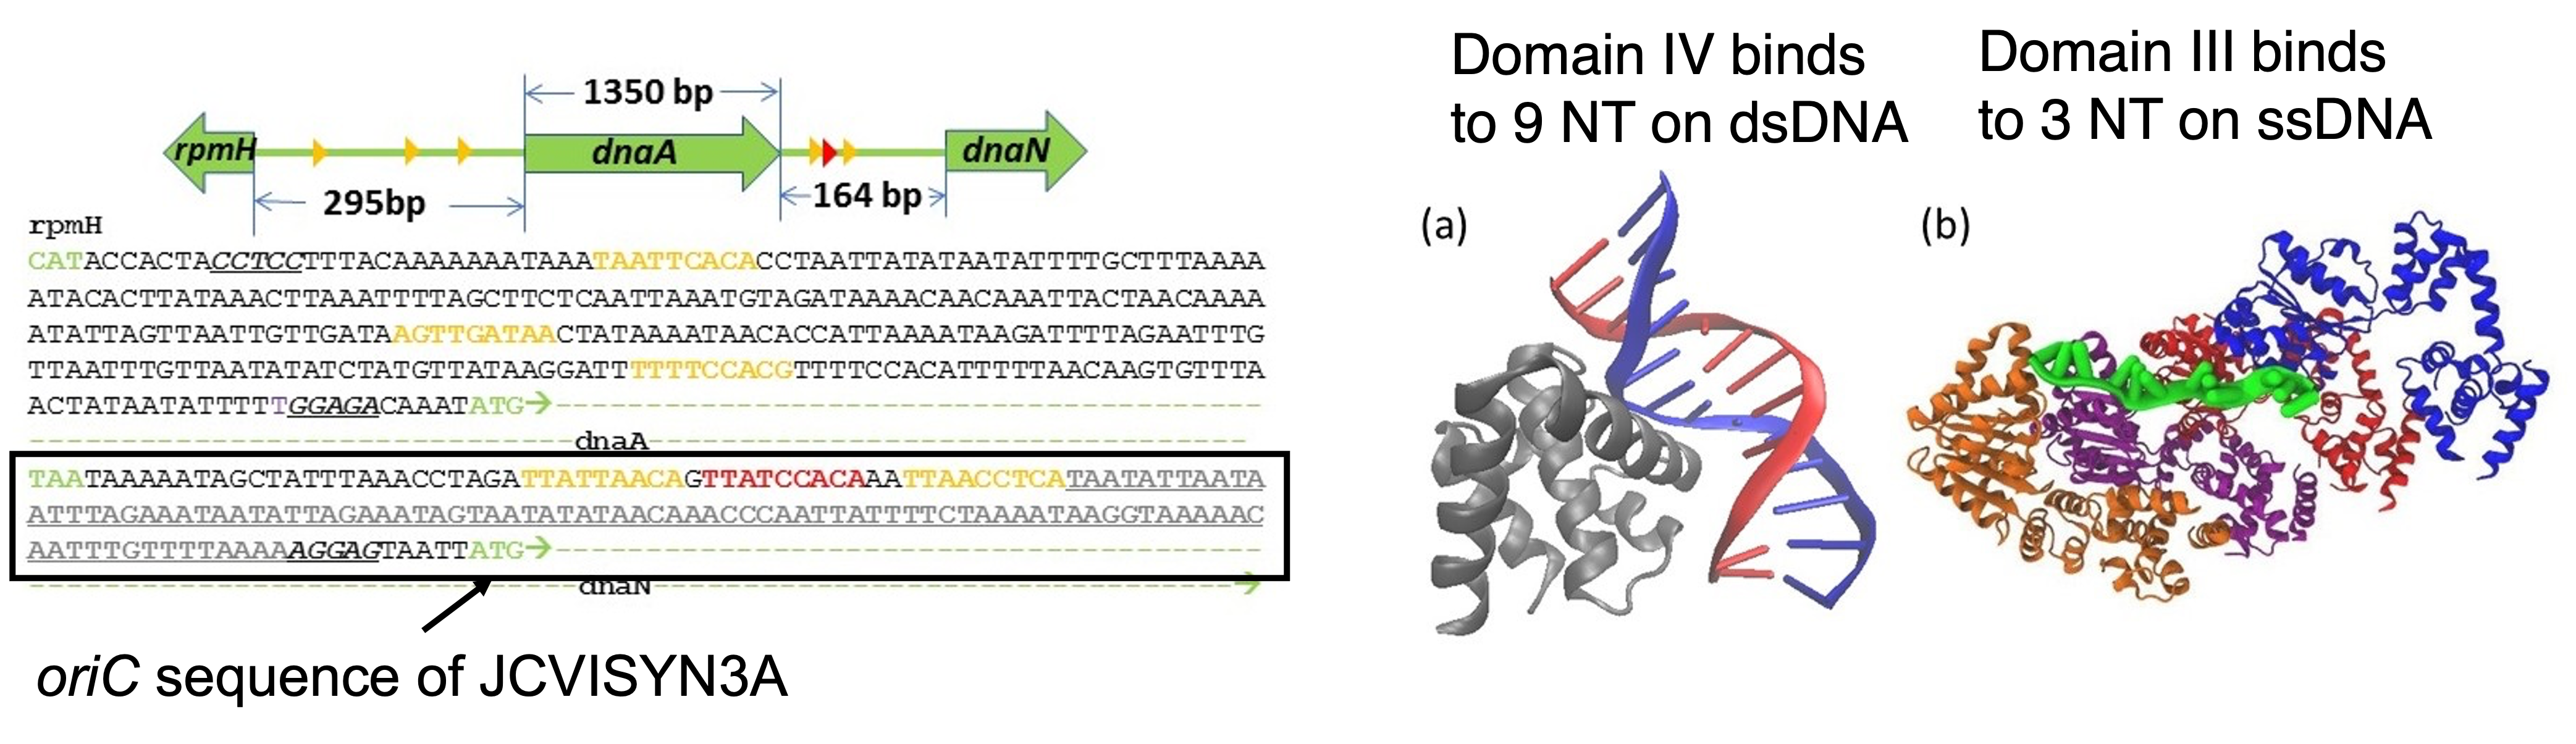 Domain IV binds
to 9 NT on dsDNA
Domain III binds
to 3 NT on ssDNA
1350 bp
rpmH
dnaA
dnaN
295bp
164 bp
rpmH
CATACCACTACCTCCTTTACAAAAAAATAAATAATTCACACCTAATTATATAATATTTTGCTTTAAAA
ATACACTTATAAACTTAAATTTTAGCTTCTCAATTAAATGTAGATAAAACAACAAATTACTAACAAAA
ATATTAGTTAATTGTTGATAAGTTGATAACTATAAAATAACACCATTAAAATAAGATTTTAGAATTTG
TTAATTTGTTAATATATCTATGTTATAAGGATTTTTTCCACGTTTTCCACATTTTTAACAAGTGTTTA
ACTATAATATTTTTGGAGACAAATATG
dnaA
TAATAAAAATAGCTATTTAAACCTAGATTATTAACAGTTATCCACAAATTAACCTCATAATATTAATA
ATTTAGAAATAATATTAGAAATAGTAATATATAACAAACCCAATTATTTTCTAAAATAAGGTAAAAAC
AATTTGTTTTAAAAAGGAGTAATTATG
dnaN
oriC sequence of JCVISYN3A
(a)
(b)